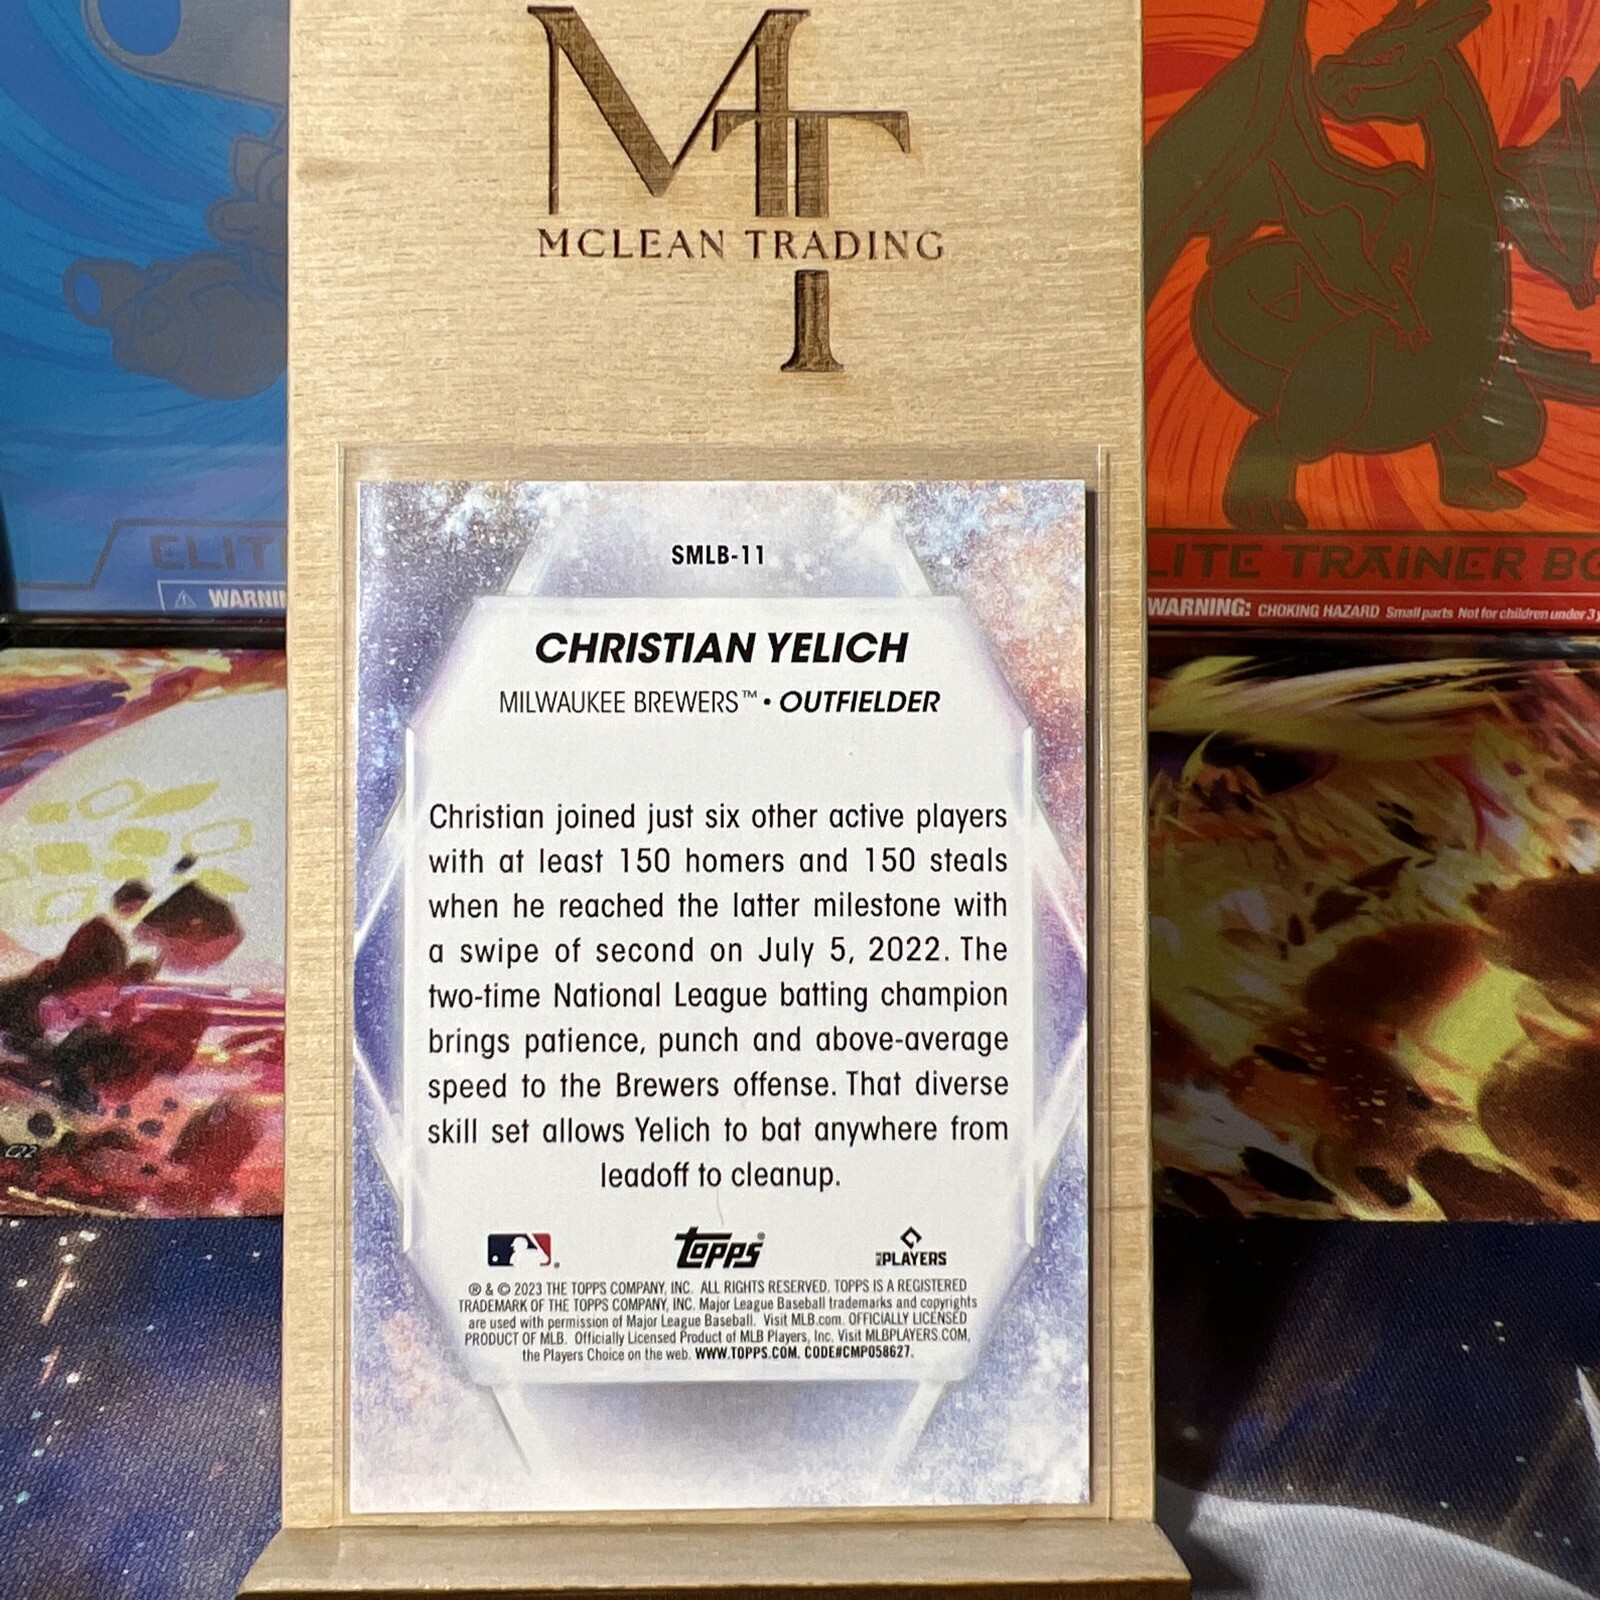 MT
MCLEAN TRADING
ELIT
WARNIN
LITE TRAINER BO
WARNING: CHOKING HAZARD Small parts Not for children under 3 y
SMLB-11
CHRISTIAN YELICH
MILWAUKEE BREWERS™ • OUTFIELDER
Christian joined just six other active players
with at least 150 homers and 150 steals
when he reached the latter milestone with
a swipe of second on July 5, 2022. The
two-time National League batting champion
brings patience, punch and above-average
speed to the Brewers offense. That diverse
skill set allows Yelich to bat anywhere from
leadoff to cleanup.
topps®
PLAYERS
® & © 2023 THE TOPPS COMPANY, INC. ALL RIGHTS RESERVED. TOPPS IS A REGISTERED
TRADEMARK OF THE TOPPS COMPANY, INC. Major League Baseball trademarks and copyrights
are used with permission of Major League Baseball. Visit MLB.com. OFFICIALLY LICENSED
PRODUCT OF MLB. Officially Licensed Product of MLB Players, Inc. Visit MLBPLAYERS.COM,
the Players Choice on the web. WWW.TOPPS.COM. CODE#CMP058627.